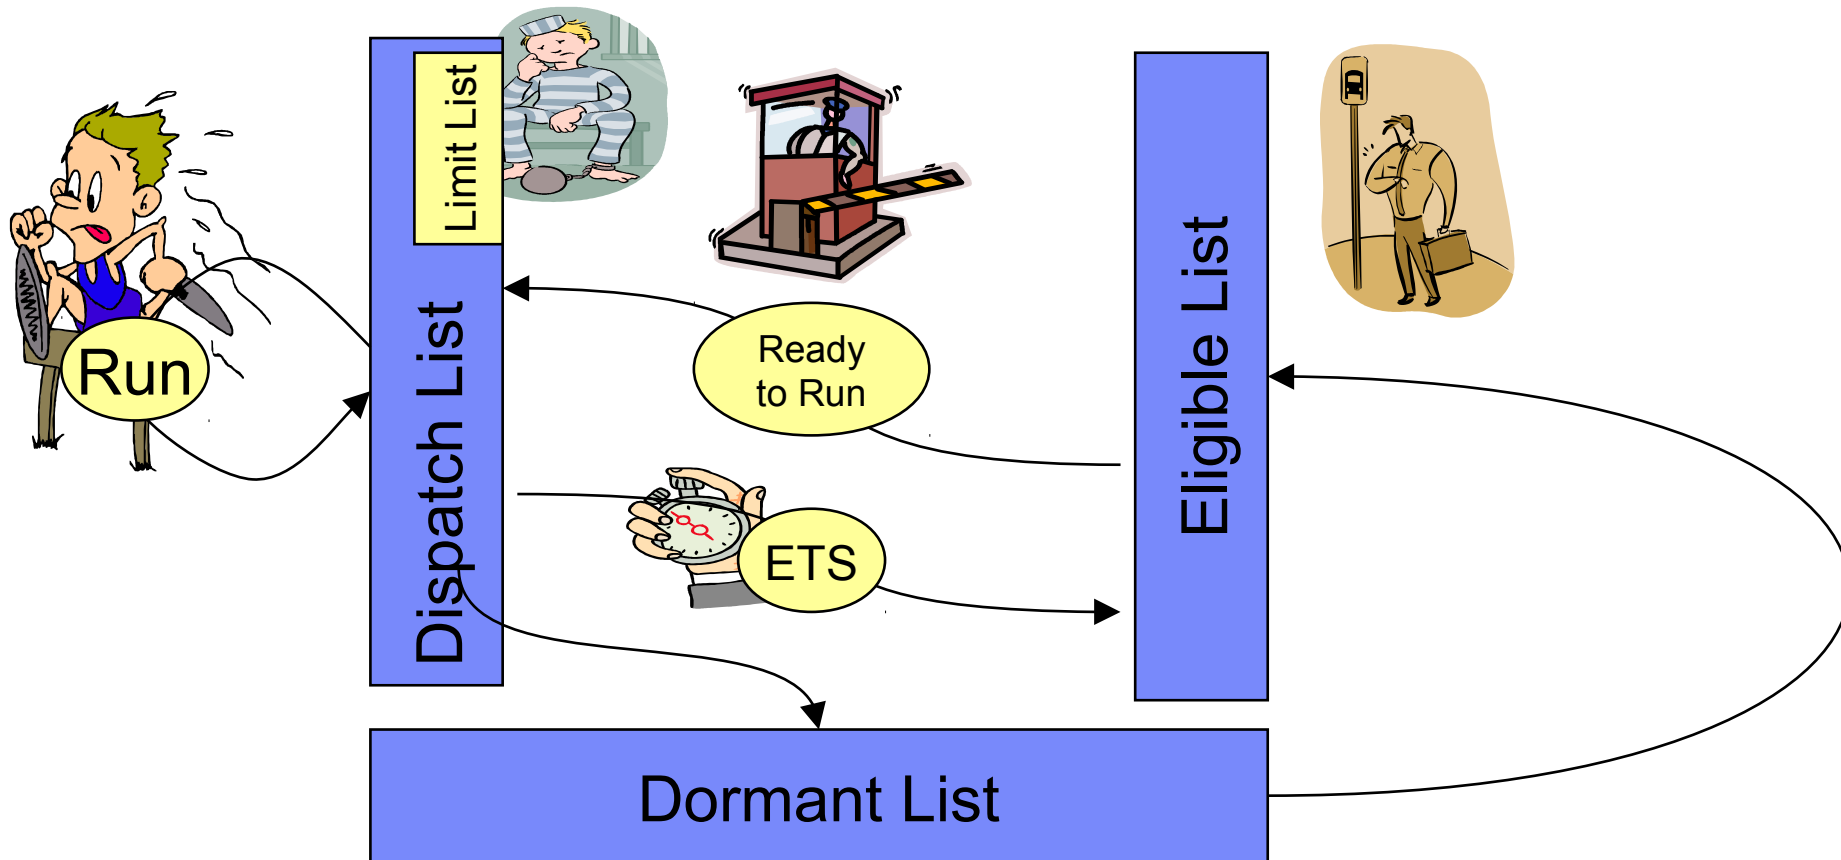 Limit List
Dispatch List
Run
Ready
to Run
ETS
Eligible List
Dormant List